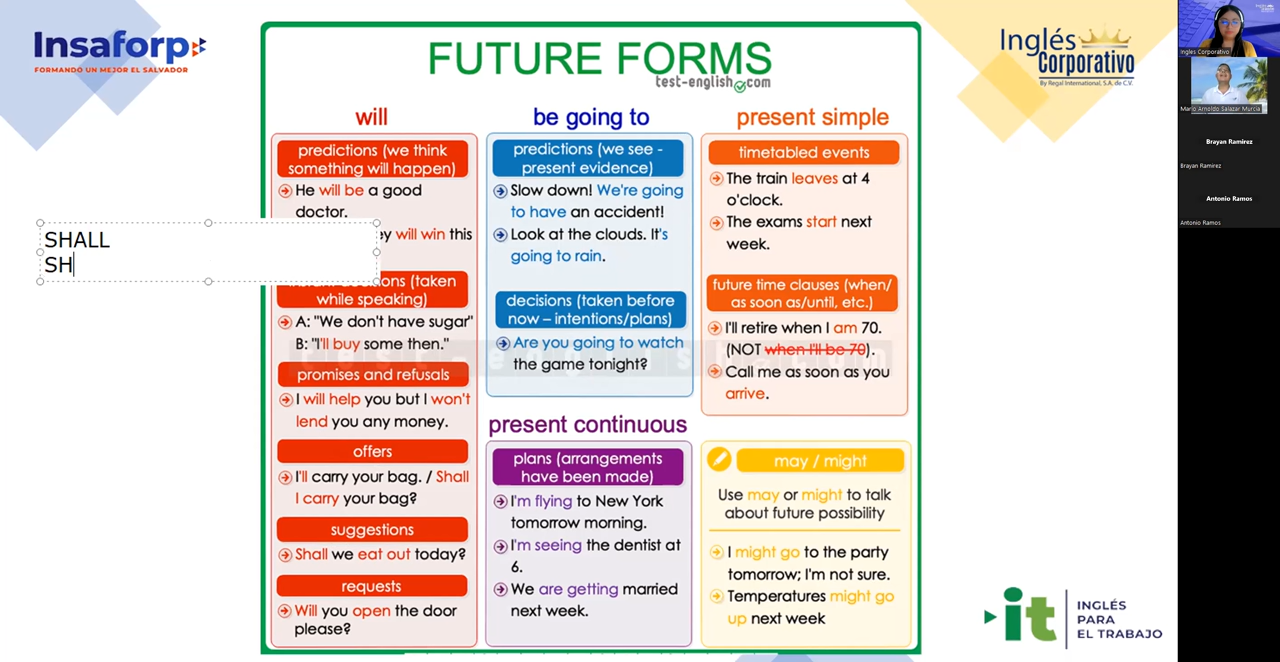 Insaforp
FORMANDO UN MEJOR EL SALVADOR
FUTURE FORMS
test-english.com
Inglés
Corporativo
By Regal International, S.A. de C.V.
will
predictions (we think
something will happen)
He will be a good
doctor.
ey will win this
SHALL
SH
ons (taken
while speaking)
A: "We don't have sugar"
B: "I'll buy some then."
promises and refusals
I will help you but I won't
lend you any money.
offers
I'll carry your bag. / Shall
I carry your bag?
suggestions
Shall we eat out today?
requests
Will you open the door
please?
be going to
predictions (we see -
present evidence)
Slow down! We're going
to have an accident!
Look at the clouds. It's
going to rain.
decisions (taken before
now – intentions/plans)
Are you going to watch
the game tonight?
present continuous
plans (arrangements
have been made)
I'm flying to New York
tomorrow morning.
I'm seeing the dentist at
6.
We are getting married
next week.
present simple
timetabled events
The train leaves at 4
o'clock.
The exams start next
week.
future time clauses (when/
as soon as/until, etc.)
I'll retire when I am 70.
(NOT when I'll be 70).
Call me as soon as you
arrive.
may / might
Use may or might to talk
about future possibility
I might go to the party
tomorrow; I'm not sure.
Temperatures might go
up next week
test-english.com
it
INGLÉS
PARA
EL TRABAJO
Inglés Corporativo
Mario Arnoldo Salazar Murcia
Brayan Ramirez
Brayan Ramirez
Antonio Ramos
Antonio Ramos